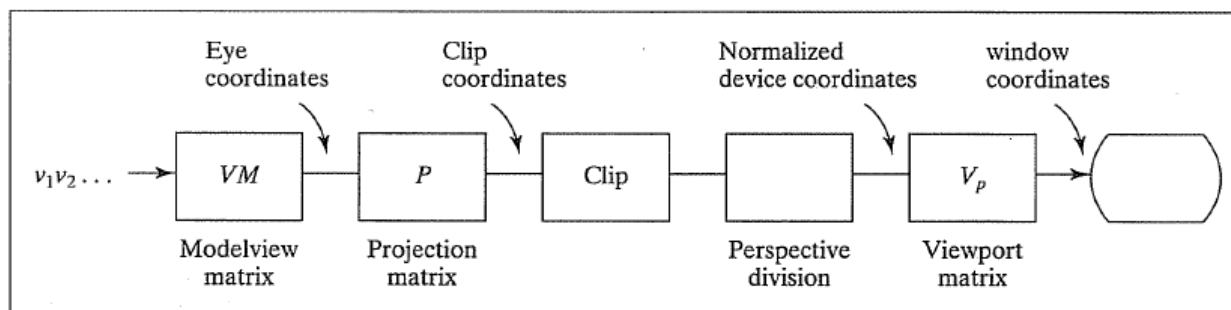 Eye
coordinates
Clip
coordinates
Normalized
device coordinates
window
coordinates
v₁v₂ . . .
VM
P
Clip
V_p
Modelview
matrix
Projection
matrix
Perspective
division
Viewport
matrix